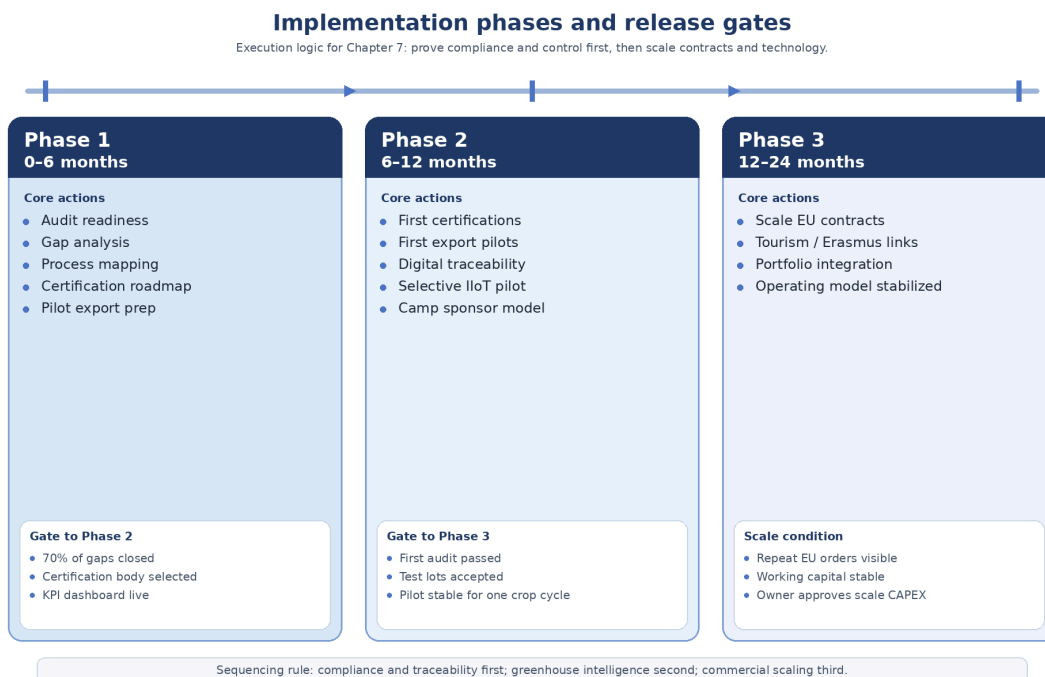 Implementation phases and release gates
Execution logic for Chapter 7: prove compliance and control first, then scale contracts and technology.
Phase 1
0–6 months
Core actions
Audit readiness
Gap analysis
Process mapping
Certification roadmap
Pilot export prep
Gate to Phase 2
70% of gaps closed
Certification body selected
KPI dashboard live
Phase 2
6–12 months
Core actions
First certifications
First export pilots
Digital traceability
Selective IIoT pilot
Camp sponsor model
Gate to Phase 3
First audit passed
Test lots accepted
Pilot stable for one crop cycle
Phase 3
12–24 months
Core actions
Scale EU contracts
Tourism / Erasmus links
Portfolio integration
Operating model stabilized
Scale condition
Repeat EU orders visible
Working capital stable
Owner approves scale CAPEX
Sequencing rule: compliance and traceability first; greenhouse intelligence second; commercial scaling third.